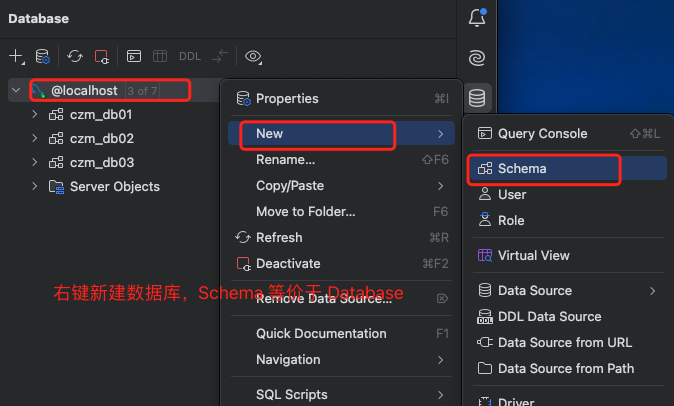 Database
DDL
@localhost 3 of 7
czm_db01
czm_db02
czm_db03
Server Objects
Properties ⌘I
New
Rename... ⇧F6
Copy/Paste
Move to Folder... F6
Refresh ⌘R
Deactivate ⌘F2
Remove Data Source... ⌦
Quick Documentation F1
Navigation
SQL Scripts
Query Console ⇧⌘L
Schema
User
Role
Virtual View
Data Source
DDL Data Source
Data Source from URL
Data Source from Path
Driver
右键新建数据库，Schema 等价于 Database